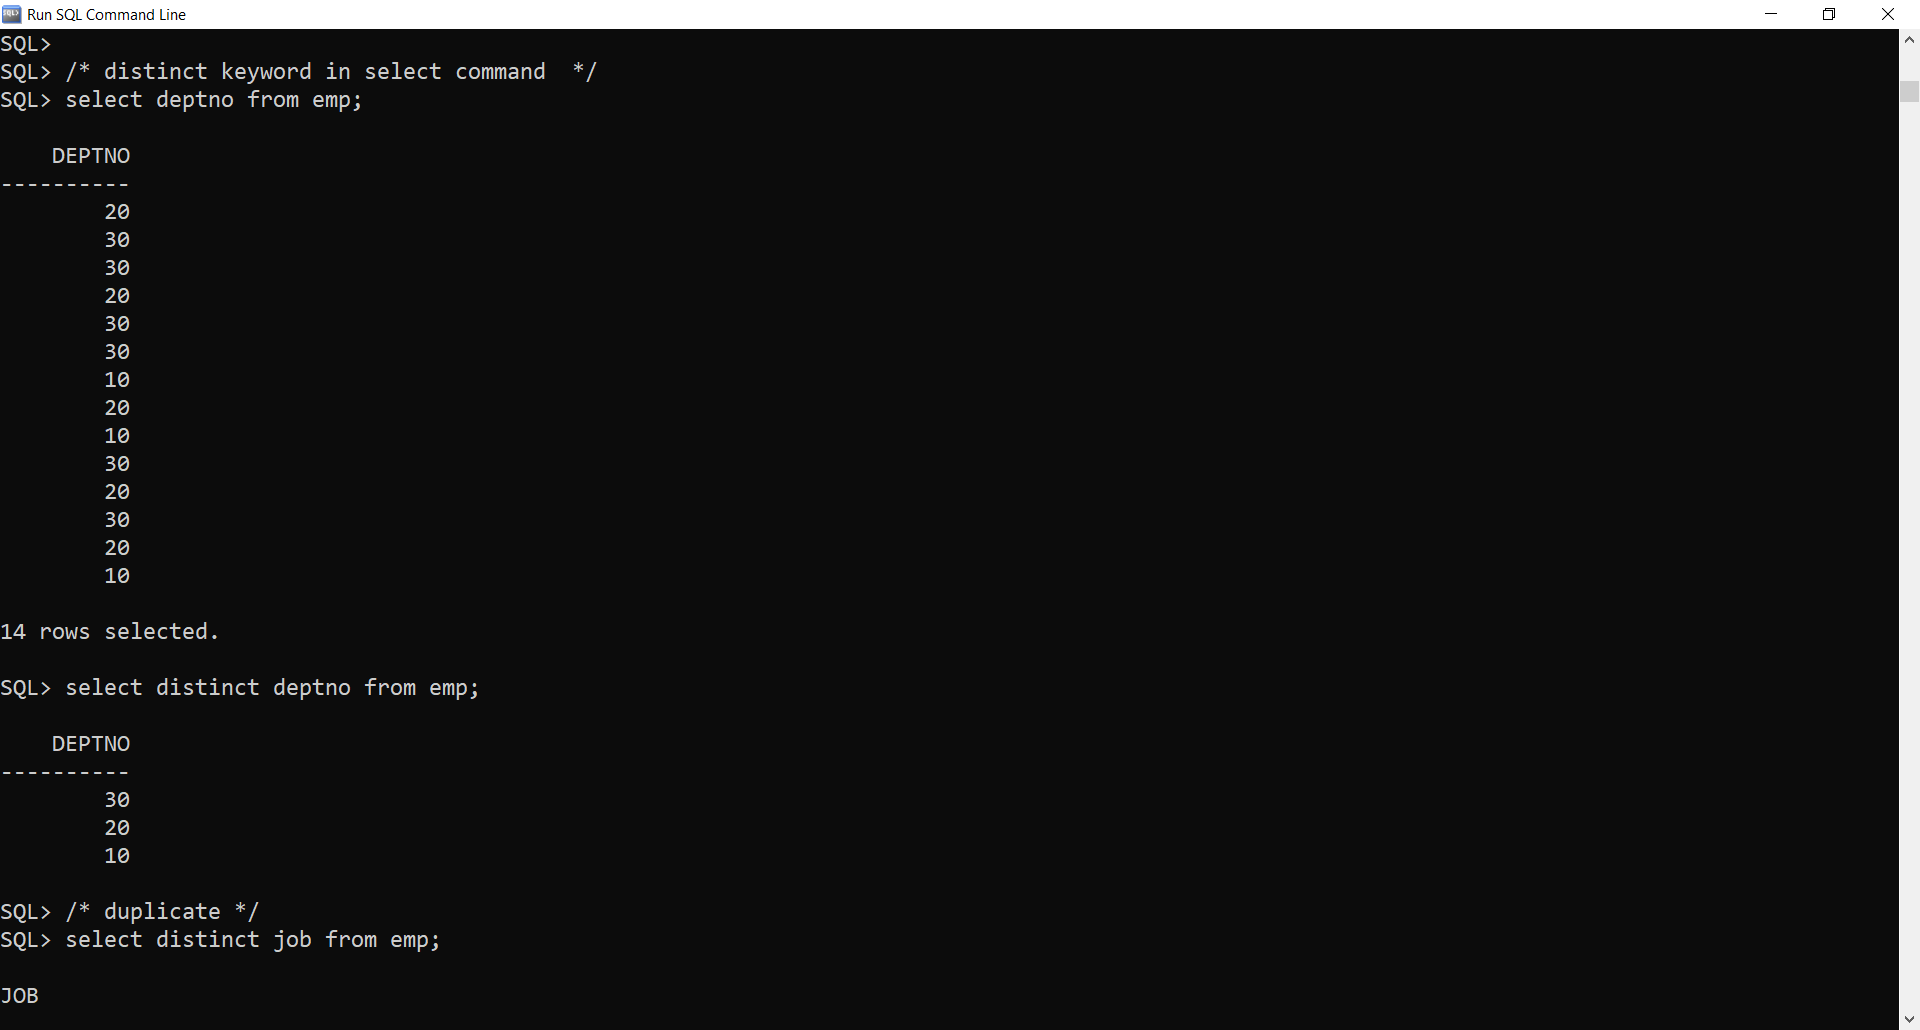 Run SQL Command Line
SQL>
SQL> /* distinct keyword in select command  */
SQL> select deptno from emp;
DEPTNO
----------
20
30
30
20
30
30
10
20
10
30
20
30
20
10
14 rows selected.
SQL> select distinct deptno from emp;
DEPTNO
----------
30
20
10
SQL> /* duplicate */
SQL> select distinct job from emp;
JOB